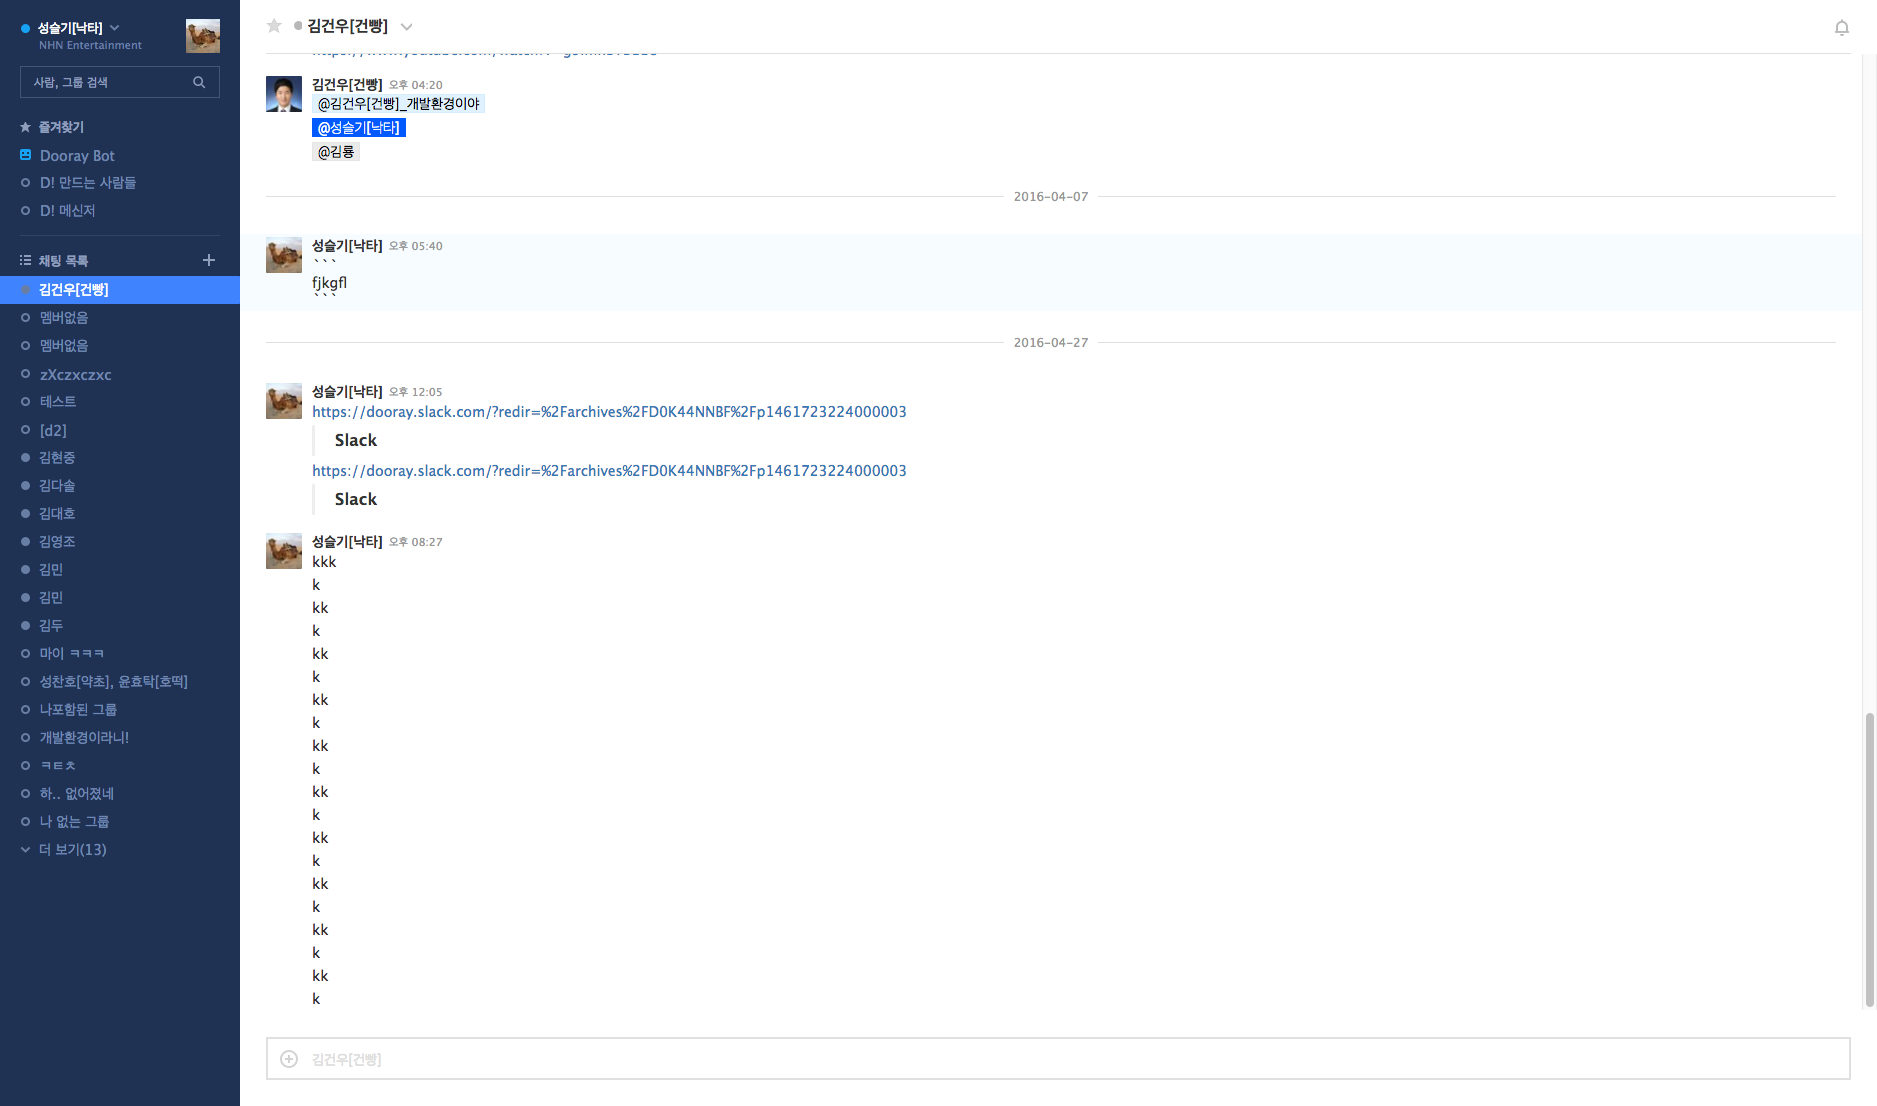 성슬기[낙타]
NHN Entertainment
사람, 그룹 검색
즐겨찾기
Dooray Bot
D! 만드는 사람들
D! 메신저
채팅 목록
김건우[건빵]
멤버없음
멤버없음
zXczxczxc
테스트
[d2]
김현중
김다솔
김대호
김영조
김민
김민
김두
마이 ㅋㅋㅋ
성찬호[약초], 윤효탁[호떡]
나포함된 그룹
개발환경이라니!
ㅋㅌㅊ
하.. 없어졌네
나 없는 그룹
더 보기(13)
김건우[건빵]
김건우[건빵] 오후 04:20
@김건우[건빵]_개발환경이야
@성슬기[낙타]
@김룡
2016-04-07
성슬기[낙타] 오후 05:40
```
fjkgfl
```
2016-04-27
성슬기[낙타] 오후 12:05
https://dooray.slack.com/?redir=%2Farchives%2FD0K44NNBF%2Fp1461723224000003
Slack
https://dooray.slack.com/?redir=%2Farchives%2FD0K44NNBF%2Fp1461723224000003
Slack
성슬기[낙타] 오후 08:27
kkk
k
kk
k
kk
k
kk
k
kk
k
kk
k
kk
k
kk
k
kk
k
kk
k
김건우[건빵]